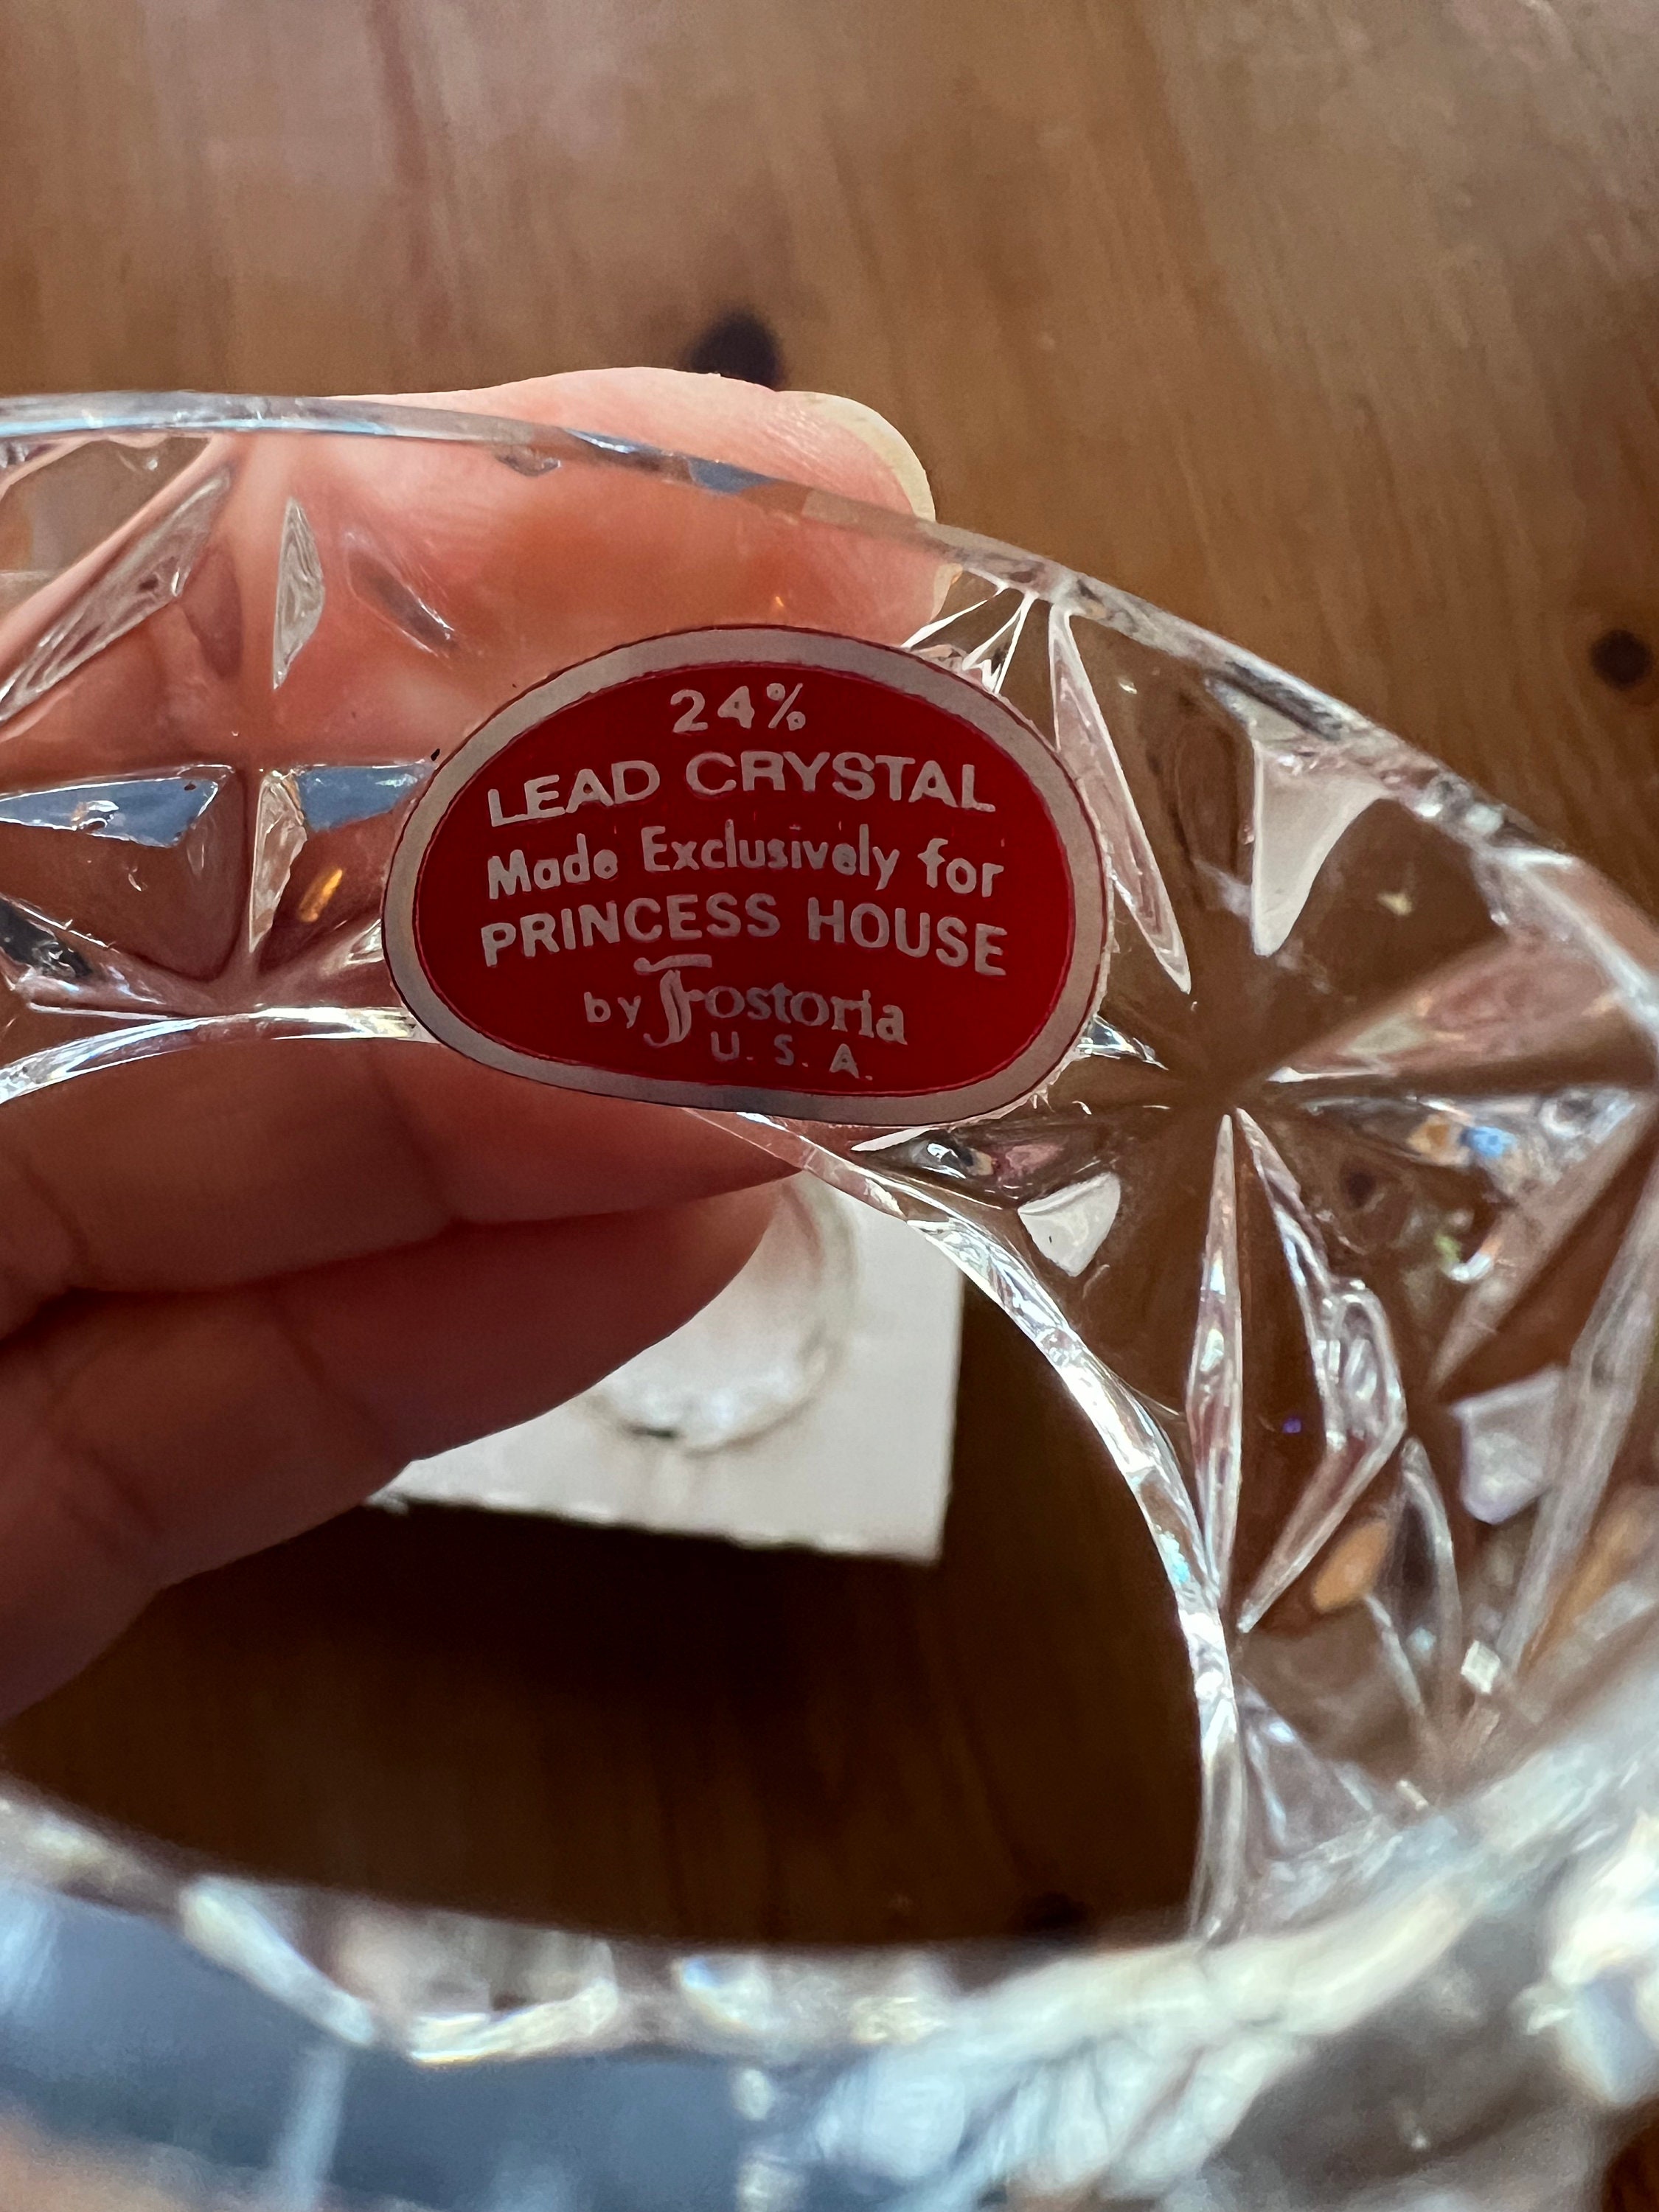 24%
LEAD CRYSTAL
Made Exclusively for
PRINCESS HOUSE
by Fostoria
U. S. A.